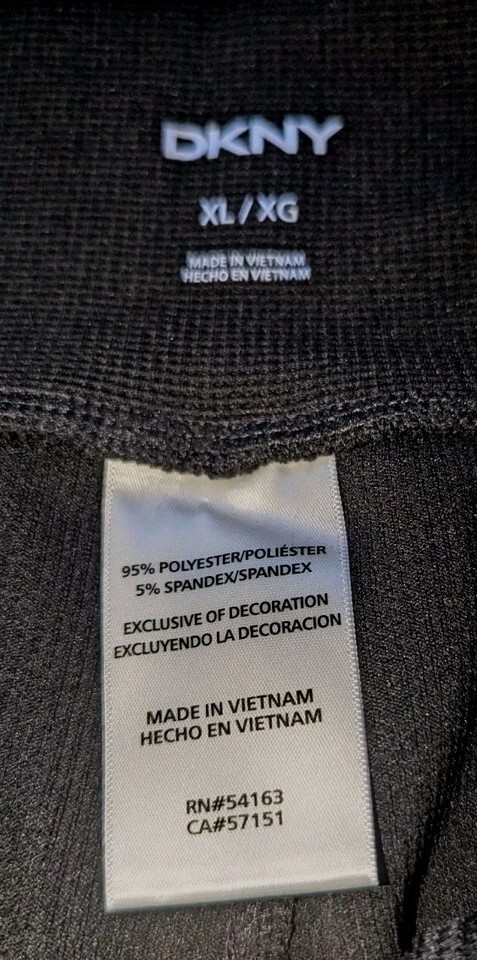 DKNY
XL/XG
MADE IN VIETNAM
HECHO EN VIETNAM
95% POLYESTER/POLIÉSTER
5% SPANDEX/SPANDEX
EXCLUSIVE OF DECORATION
EXCLUYENDO LA DECORACION
MADE IN VIETNAM
HECHO EN VIETNAM
RN#54163
CA#57151